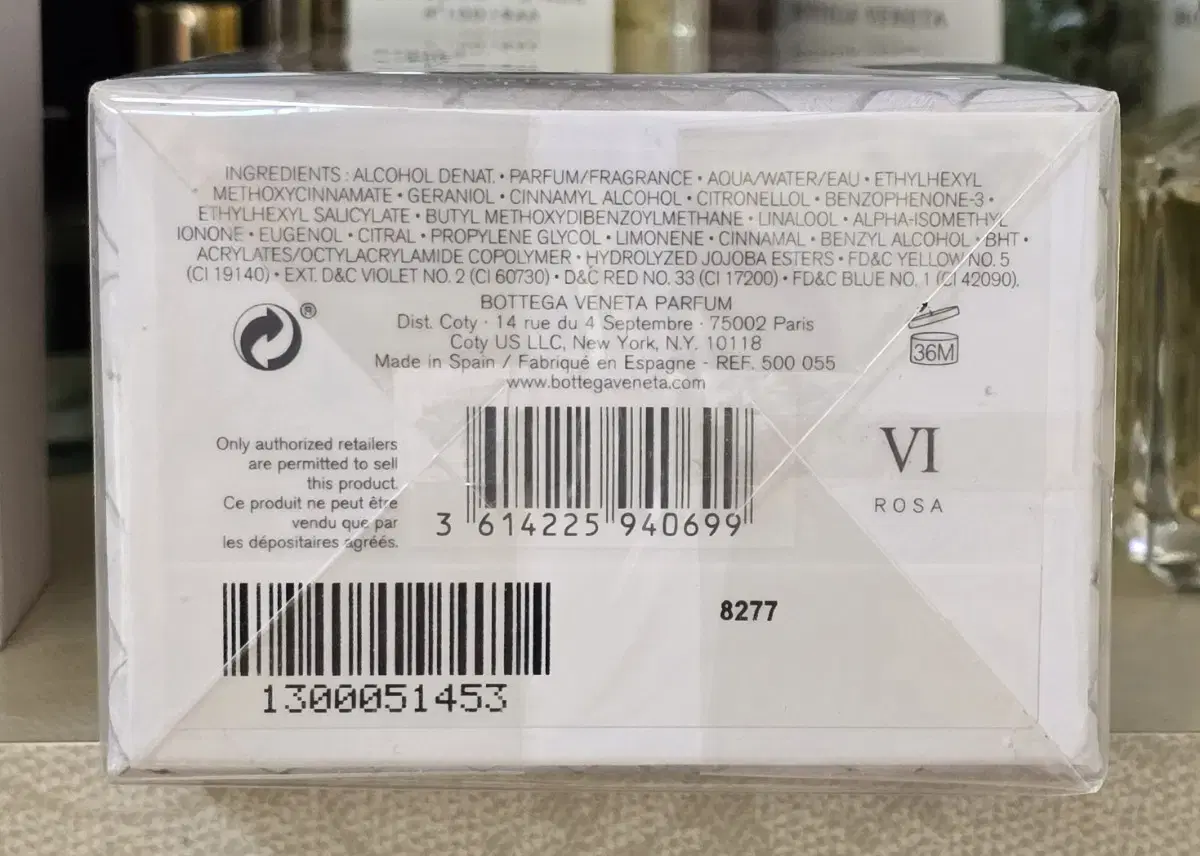 BOTTEGA VENETA
INGREDIENTS : ALCOHOL DENAT. • PARFUM/FRAGRANCE • AQUA/WATER/EAU • ETHYLHEXYL
METHOXYCINNAMATE • GERANIOL • CINNAMYL ALCOHOL • CITRONELLOL • BENZOPHENONE-3 •
ETHYLHEXYL SALICYLATE • BUTYL METHOXYDIBENZOYLMETHANE • LINALOOL • ALPHA-ISOMETHYL
IONONE • EUGENOL • CITRAL • PROPYLENE GLYCOL • LIMONENE • CINNAMAL • BENZYL ALCOHOL • BHT •
ACRYLATES/OCTYLACRYLAMIDE COPOLYMER • HYDROLYZED JOJOBA ESTERS • FD&C YELLOW NO. 5
(CI 19140) • EXT. D&C VIOLET NO. 2 (CI 60730) • D&C RED NO. 33 (CI 17200) • FD&C BLUE NO. 1 (CI 42090).
BOTTEGA VENETA PARFUM
Dist. Coty · 14 rue du 4 Septembre · 75002 Paris
Coty US LLC, New York, N.Y. 10118
Made in Spain / Fabriqué en Espagne - REF. 500 055
www.bottegaveneta.com
®
36M
Only authorized retailers
are permitted to sell
this product.
Ce produit ne peut être
vendu que par
les dépositaires agréés.
3 614225 940699
VI
ROSA
8277
1300051453